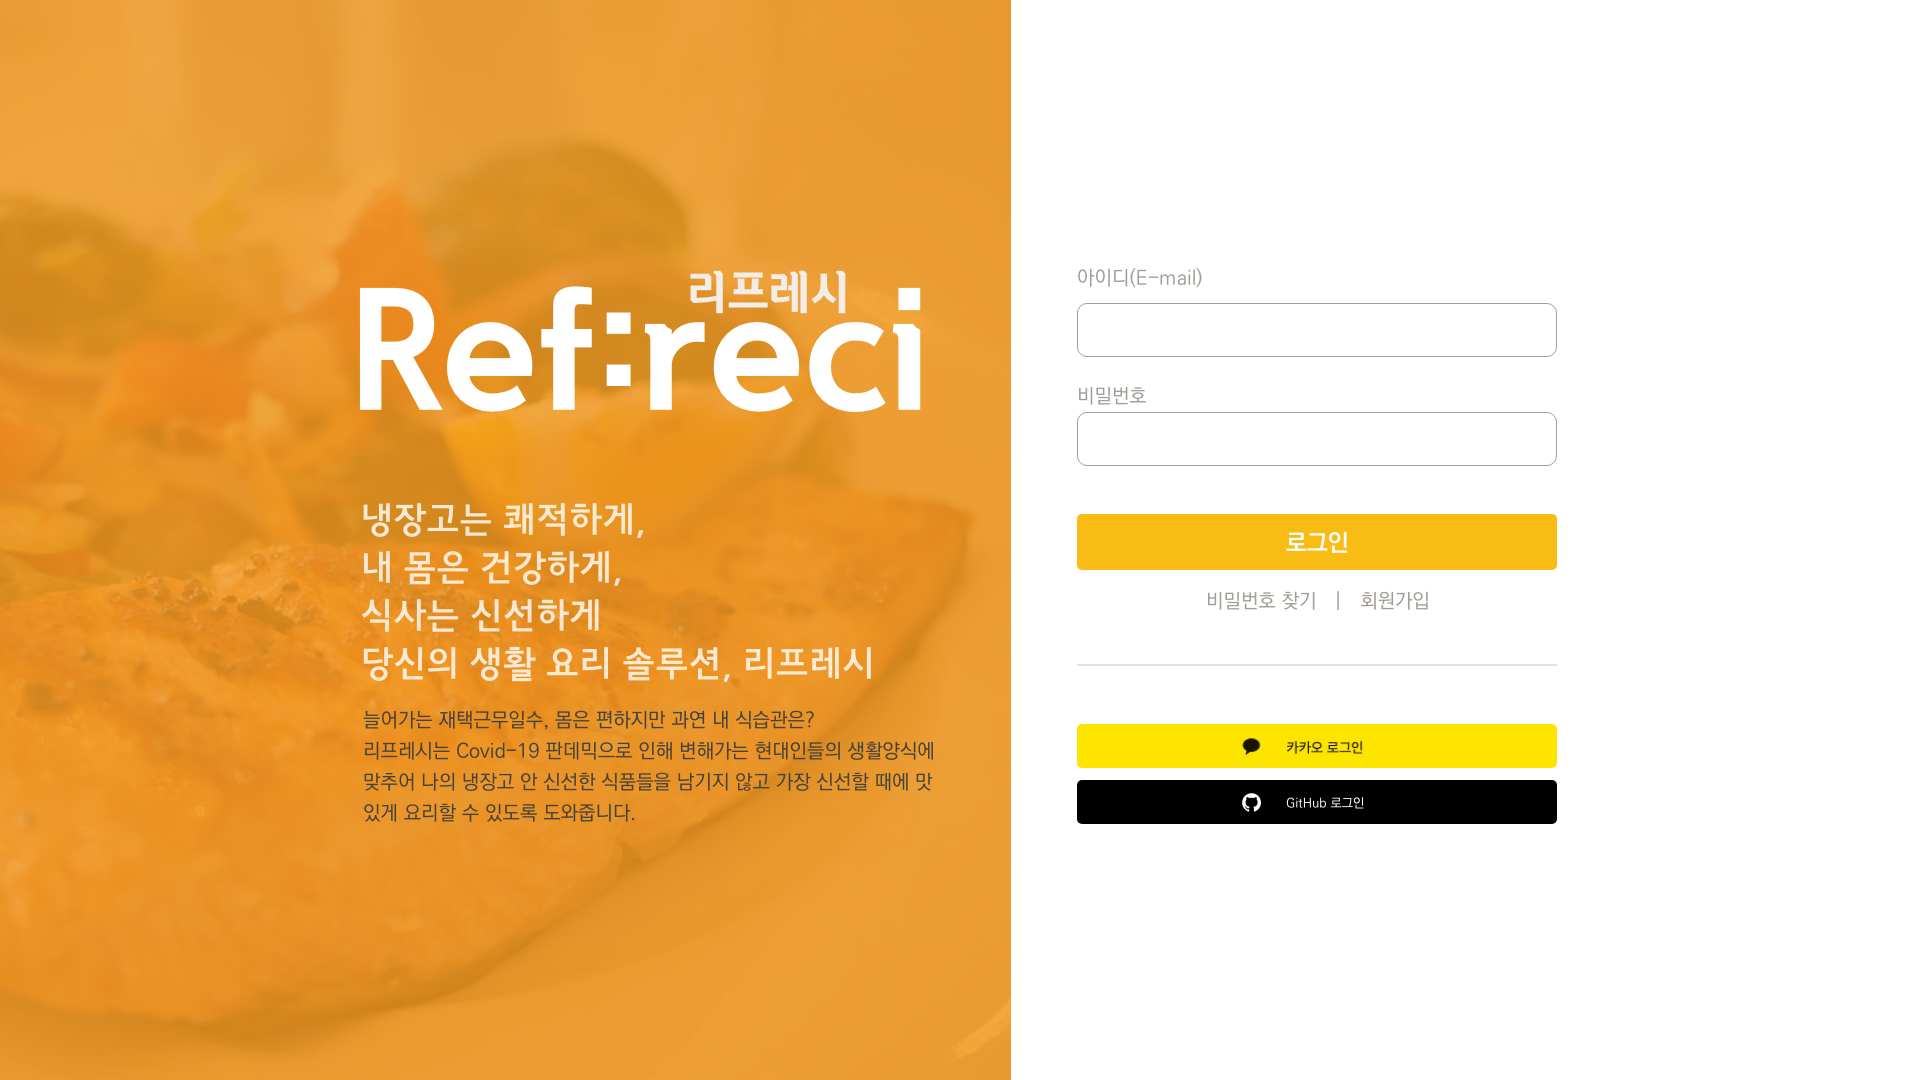 리프레시
Ref:reci
냉장고는 쾌적하게,
내 몸은 건강하게,
식사는 신선하게
당신의 생활 요리 솔루션, 리프레시
늘어가는 재택근무일수, 몸은 편하지만 과연 내 식습관은?
리프레시는 Covid-19 판데믹으로 인해 변해가는 현대인들의 생활양식에
맞추어 나의 냉장고 안 신선한 식품들을 남기지 않고 가장 신선할 때에 맛
있게 요리할 수 있도록 도와줍니다.
아이디(E-mail)
비밀번호
로그인
비밀번호 찾기 | 회원가입
카카오 로그인
GitHub 로그인